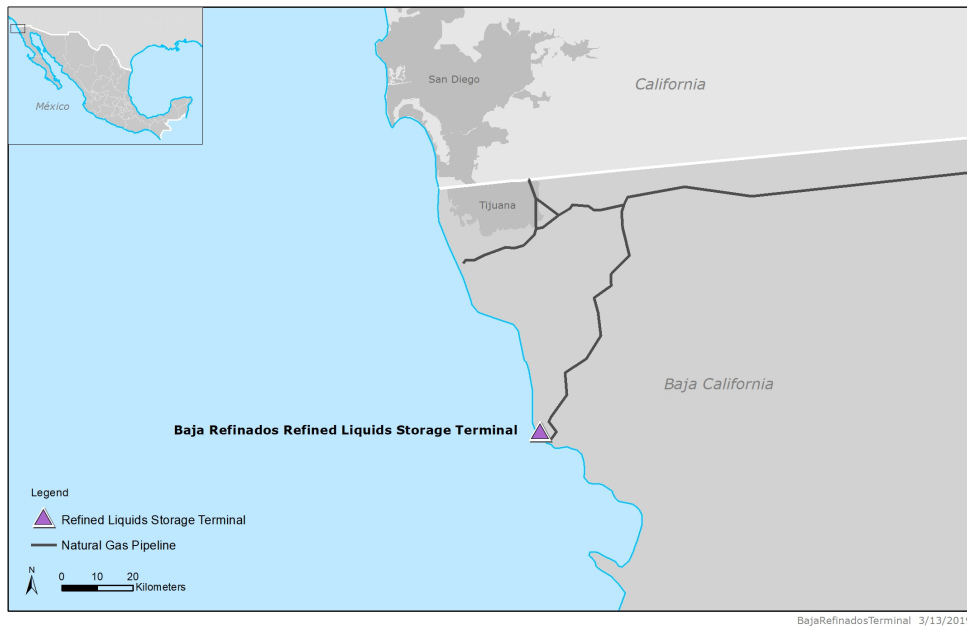 México
San Diego
California
Tijuana
Baja California
Baja Refinados Refined Liquids Storage Terminal
Legend
Refined Liquids Storage Terminal
Natural Gas Pipeline
N
0 10 20
Kilometers
BajaRefinadosTerminal 3/13/2019